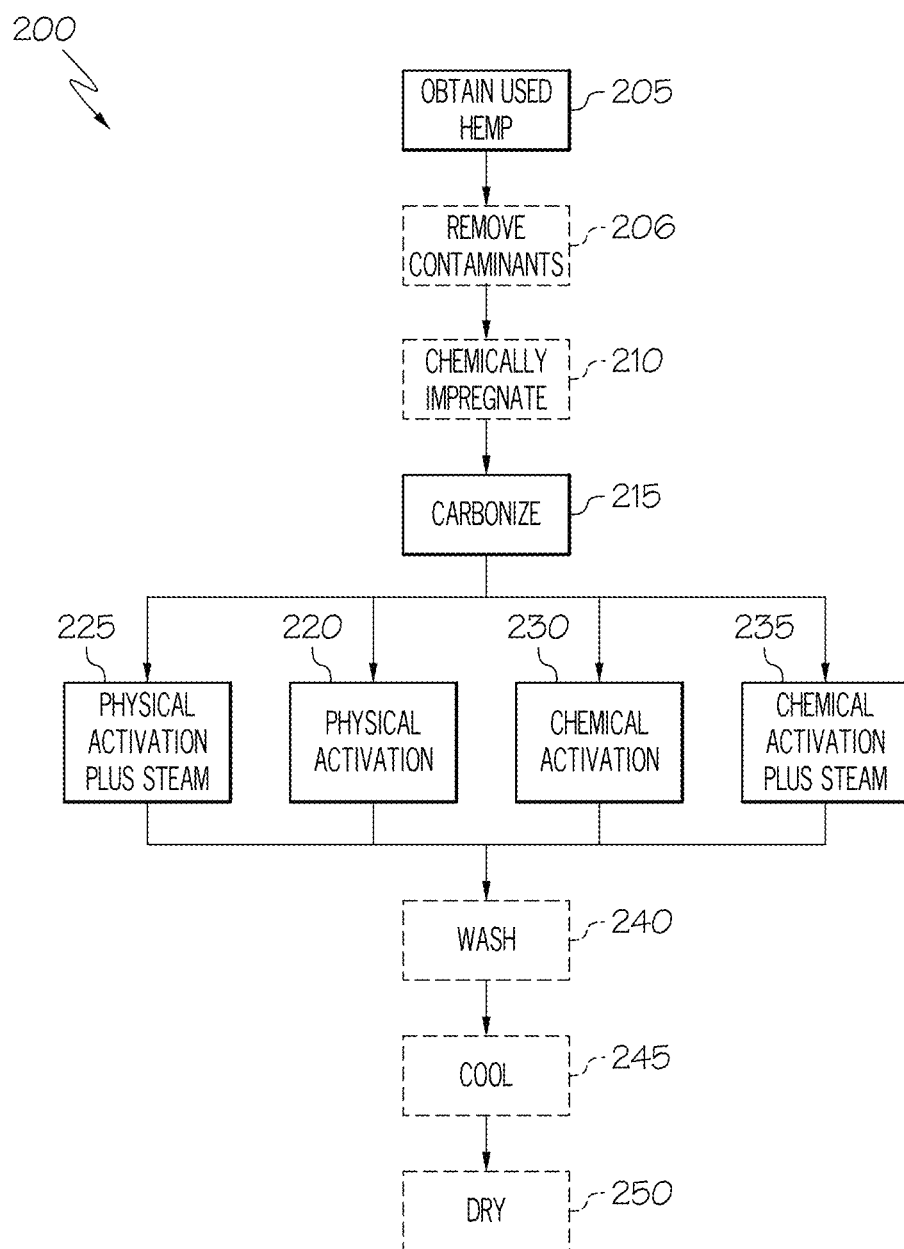 200
OBTAIN USED
HEMP
205
REMOVE
CONTAMINANTS
206
CHEMICALLY
IMPREGNATE
210
CARBONIZE
215
225
PHYSICAL
ACTIVATION
PLUS STEAM
220
PHYSICAL
ACTIVATION
230
CHEMICAL
ACTIVATION
235
CHEMICAL
ACTIVATION
PLUS STEAM
WASH
240
COOL
245
DRY
250